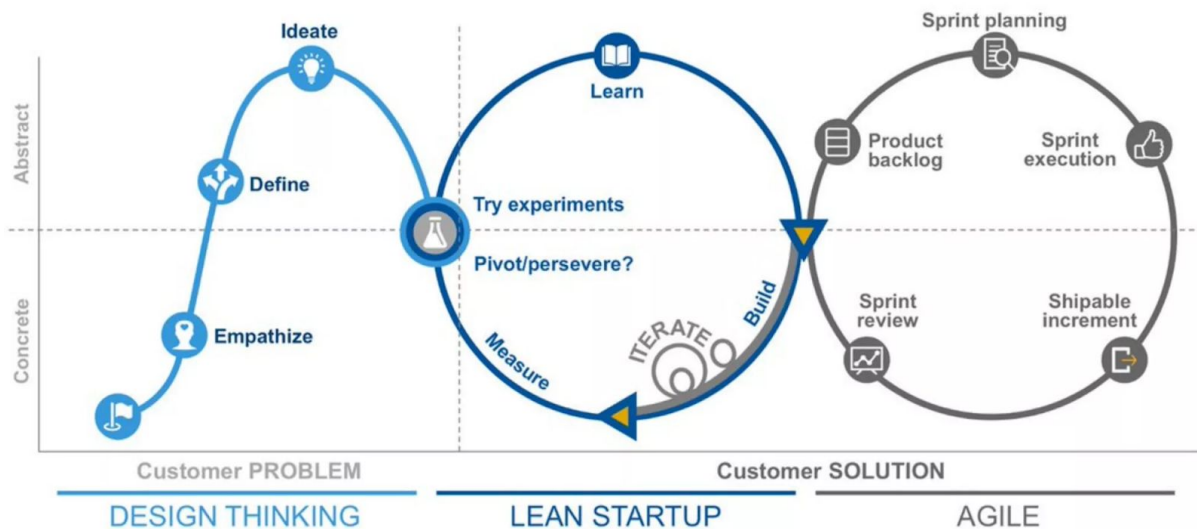 Ideate
Define
Empathize
Abstract
Concrete
Learn
Try experiments
Pivot/persevere?
Measure
ITERATE
Build
Sprint planning
Product
backlog
Sprint
execution
Sprint
review
Shipable
increment
Customer PROBLEM
Customer SOLUTION
DESIGN THINKING
LEAN STARTUP
AGILE